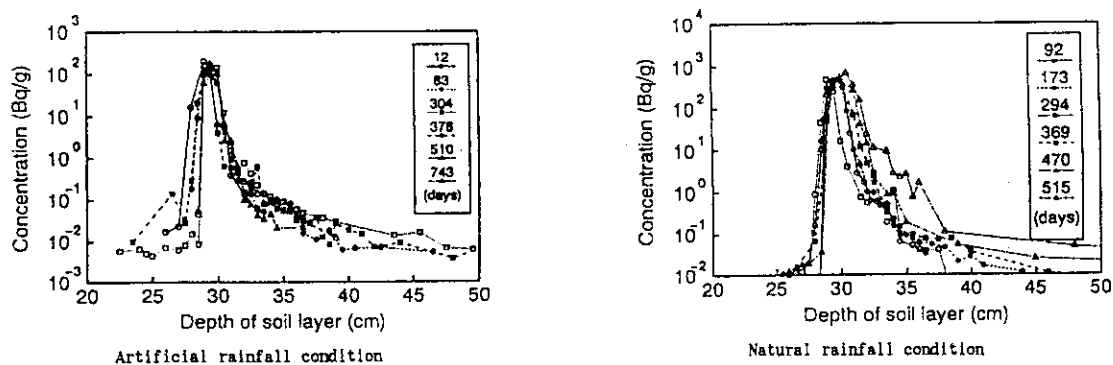 10^3
10^2
10^1
10^0
10^-1
10^-2
10^-3
Concentration (Bq/g)
12
83
304
378
510
743
(days)
20 25 30 35 40 45 50
Depth of soil layer (cm)
Artificial rainfall condition
10^4
10^3
10^2
10^1
10^0
10^-1
10^-2
Concentration (Bq/g)
92
173
294
369
470
515
(days)
20 25 30 35 40 45 50
Depth of soil layer (cm)
Natural rainfall condition